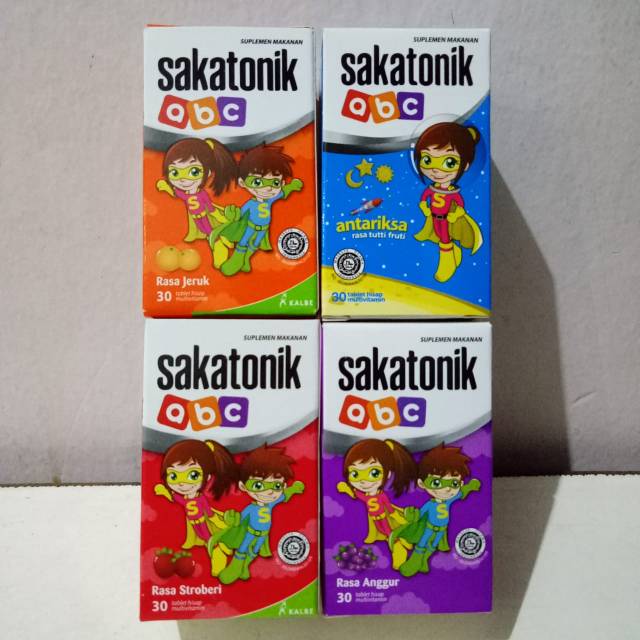 SUPLEMEN MAKANAN
sakatonik
abc
S
S
Rasa Jeruk
30 tablet hisap
multivitamin
KALBE
SUPLEMEN MAKANAN
sakatonik
abc
antariksa
rasa tutti fruti
S
30 tablet hisap
multivitamin
SUPLEMEN MAKANAN
sakatonik
abc
S
S
Rasa Stroberi
30 tablet hisap
multivitamin
KALBE
SUPLEMEN MAKANAN
sakatonik
abc
S
S
Rasa Anggur
30 tablet hisap
multivitamin